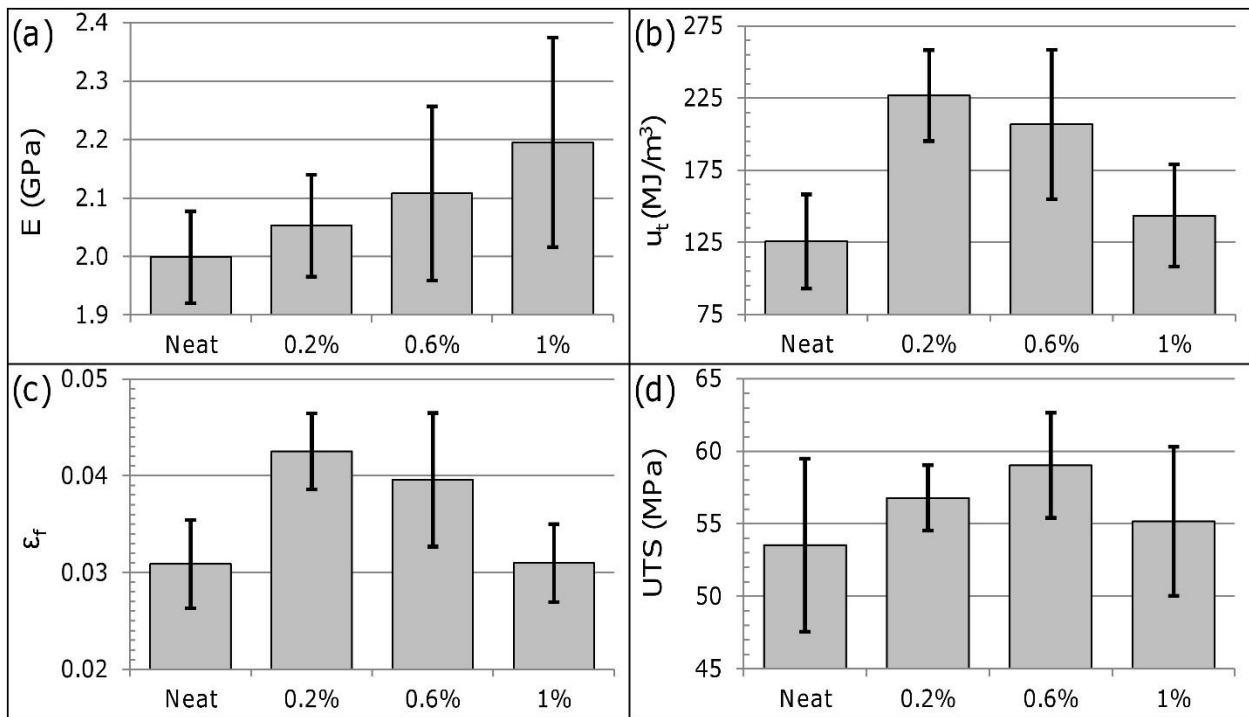 (a)
E (GPa)
2.4
2.3
2.2
2.1
2.0
1.9
Neat 0.2% 0.6% 1%
(b)
uₜ (MJ/m³)
275
225
175
125
75
Neat 0.2% 0.6% 1%
(c)
ε_f
0.05
0.04
0.03
0.02
Neat 0.2% 0.6% 1%
(d)
UTS (MPa)
65
60
55
50
45
Neat 0.2% 0.6% 1%